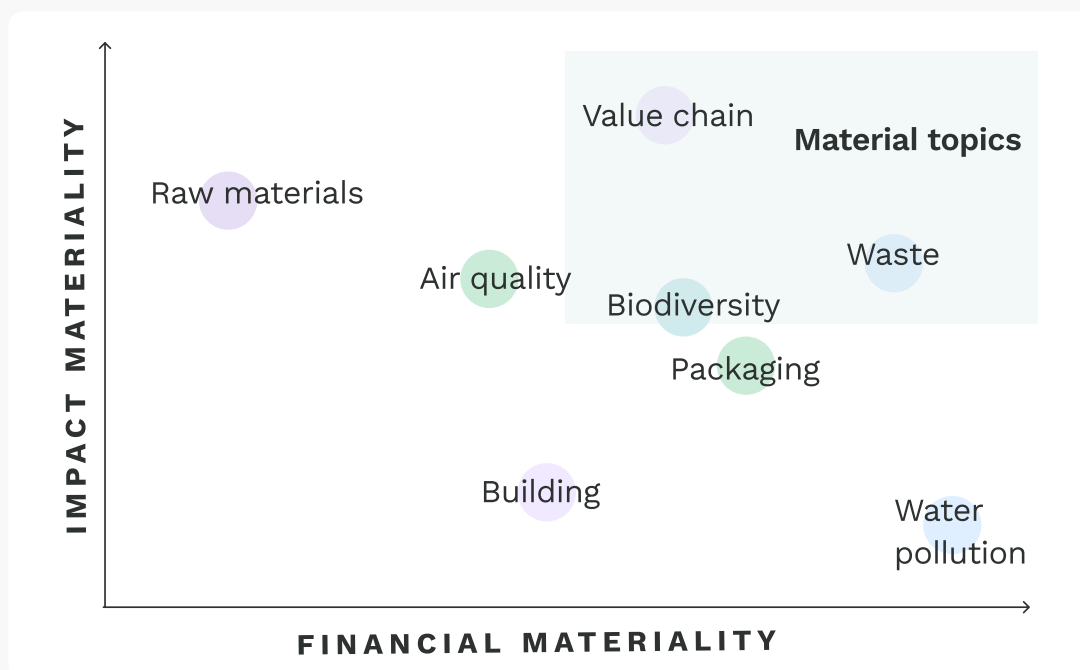 IMPACT MATERIALITY
Value chain
Material topics
Raw materials
Waste
Air quality
Biodiversity
Packaging
Building
Water
pollution
FINANCIAL MATERIALITY